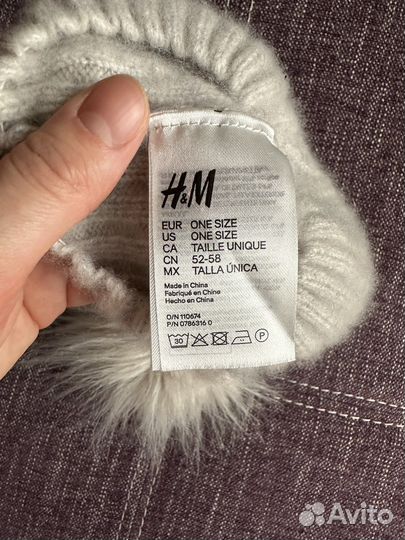 H&M
EUR ONE SIZE
US ONE SIZE
CA TAILLE UNIQUE
CN 52-58
MX TALLA ÚNICA
Made in China
Fabriqué en China
Hecho en China
O/N 110674
P/N 0786316 0
30 P
Avito